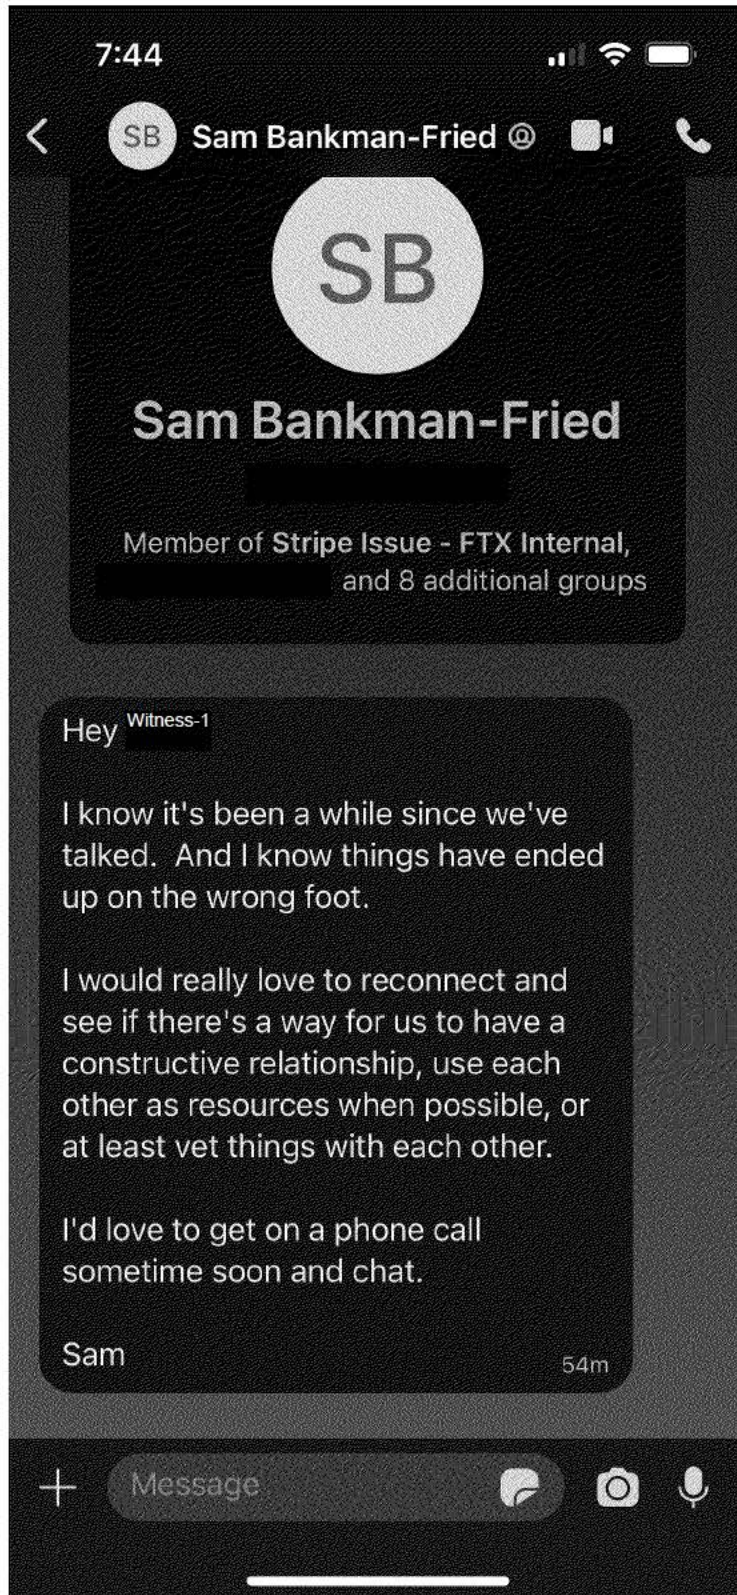 7:44
SB Sam Bankman-Fried
SB
Sam Bankman-Fried
Member of Stripe Issue - FTX Internal,
and 8 additional groups
Hey Witness-1
I know it's been a while since we've
talked.  And I know things have ended
up on the wrong foot.
I would really love to reconnect and
see if there's a way for us to have a
constructive relationship, use each
other as resources when possible, or
at least vet things with each other.
I'd love to get on a phone call
sometime soon and chat.
Sam
54m
Message